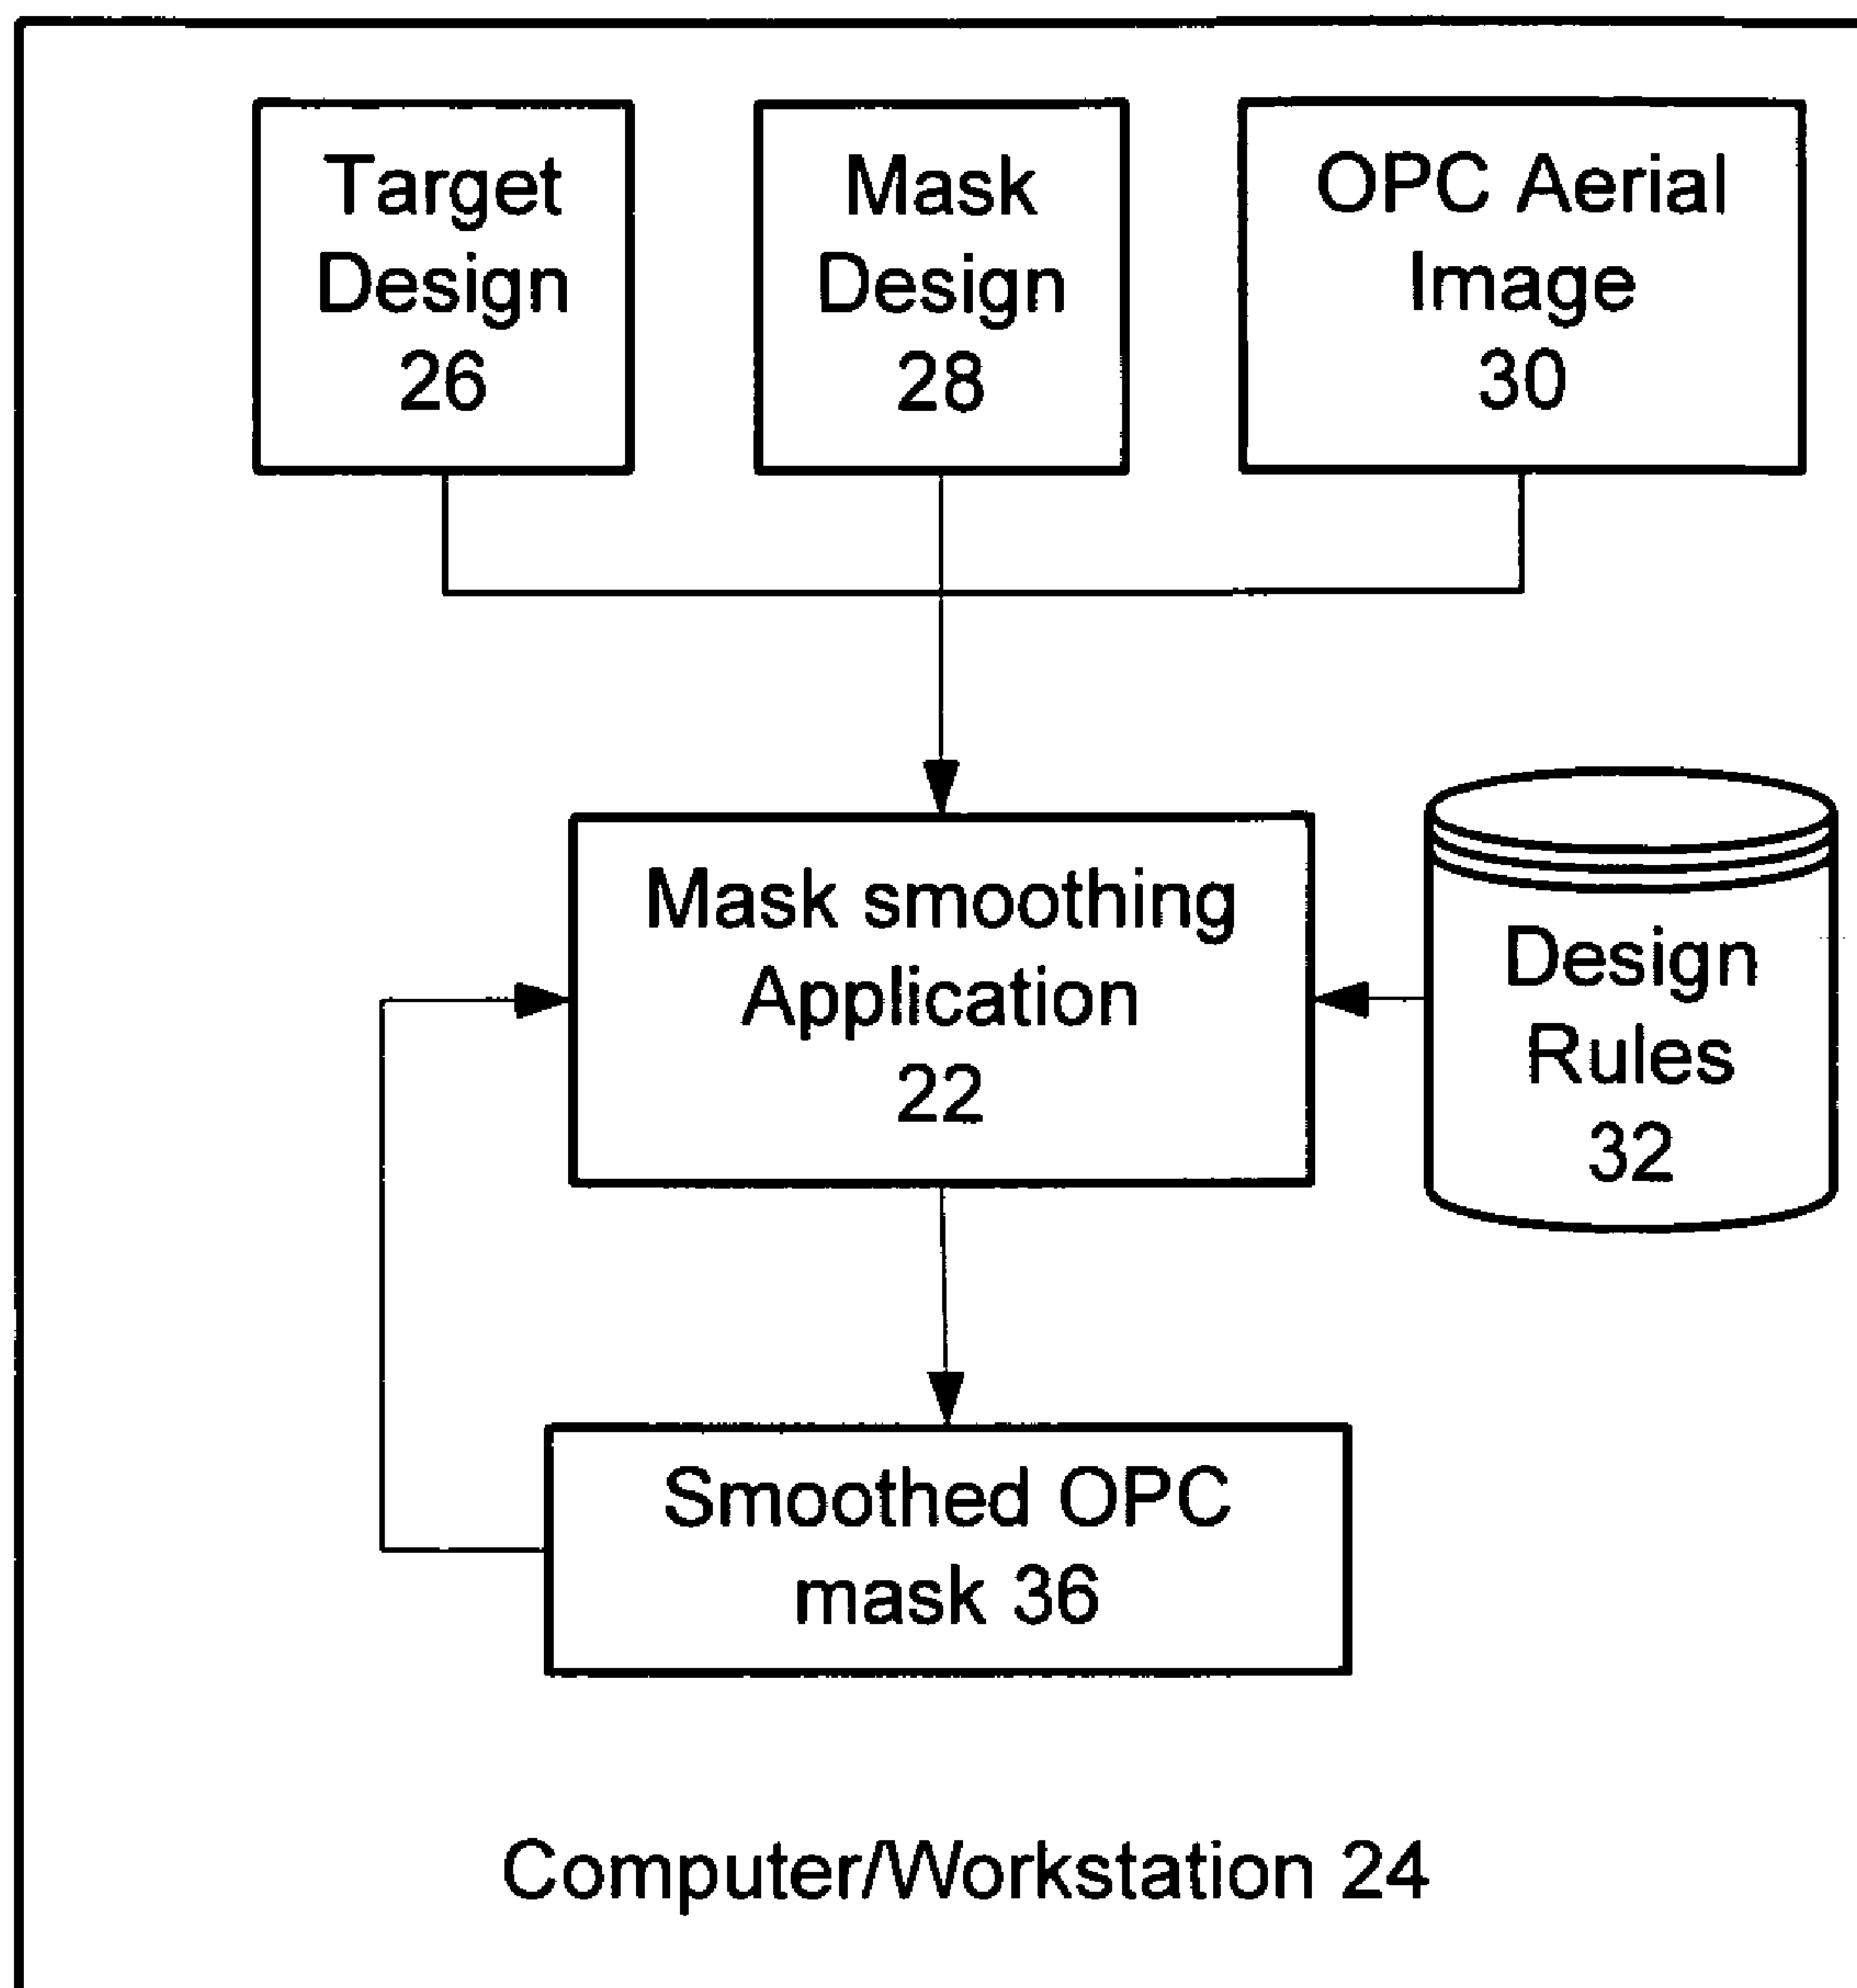 Target
Design
26
Mask
Design
28
OPC Aerial
Image
30
Mask smoothing
Application
22
Design
Rules
32
Smoothed OPC
mask 36
Computer/Workstation 24